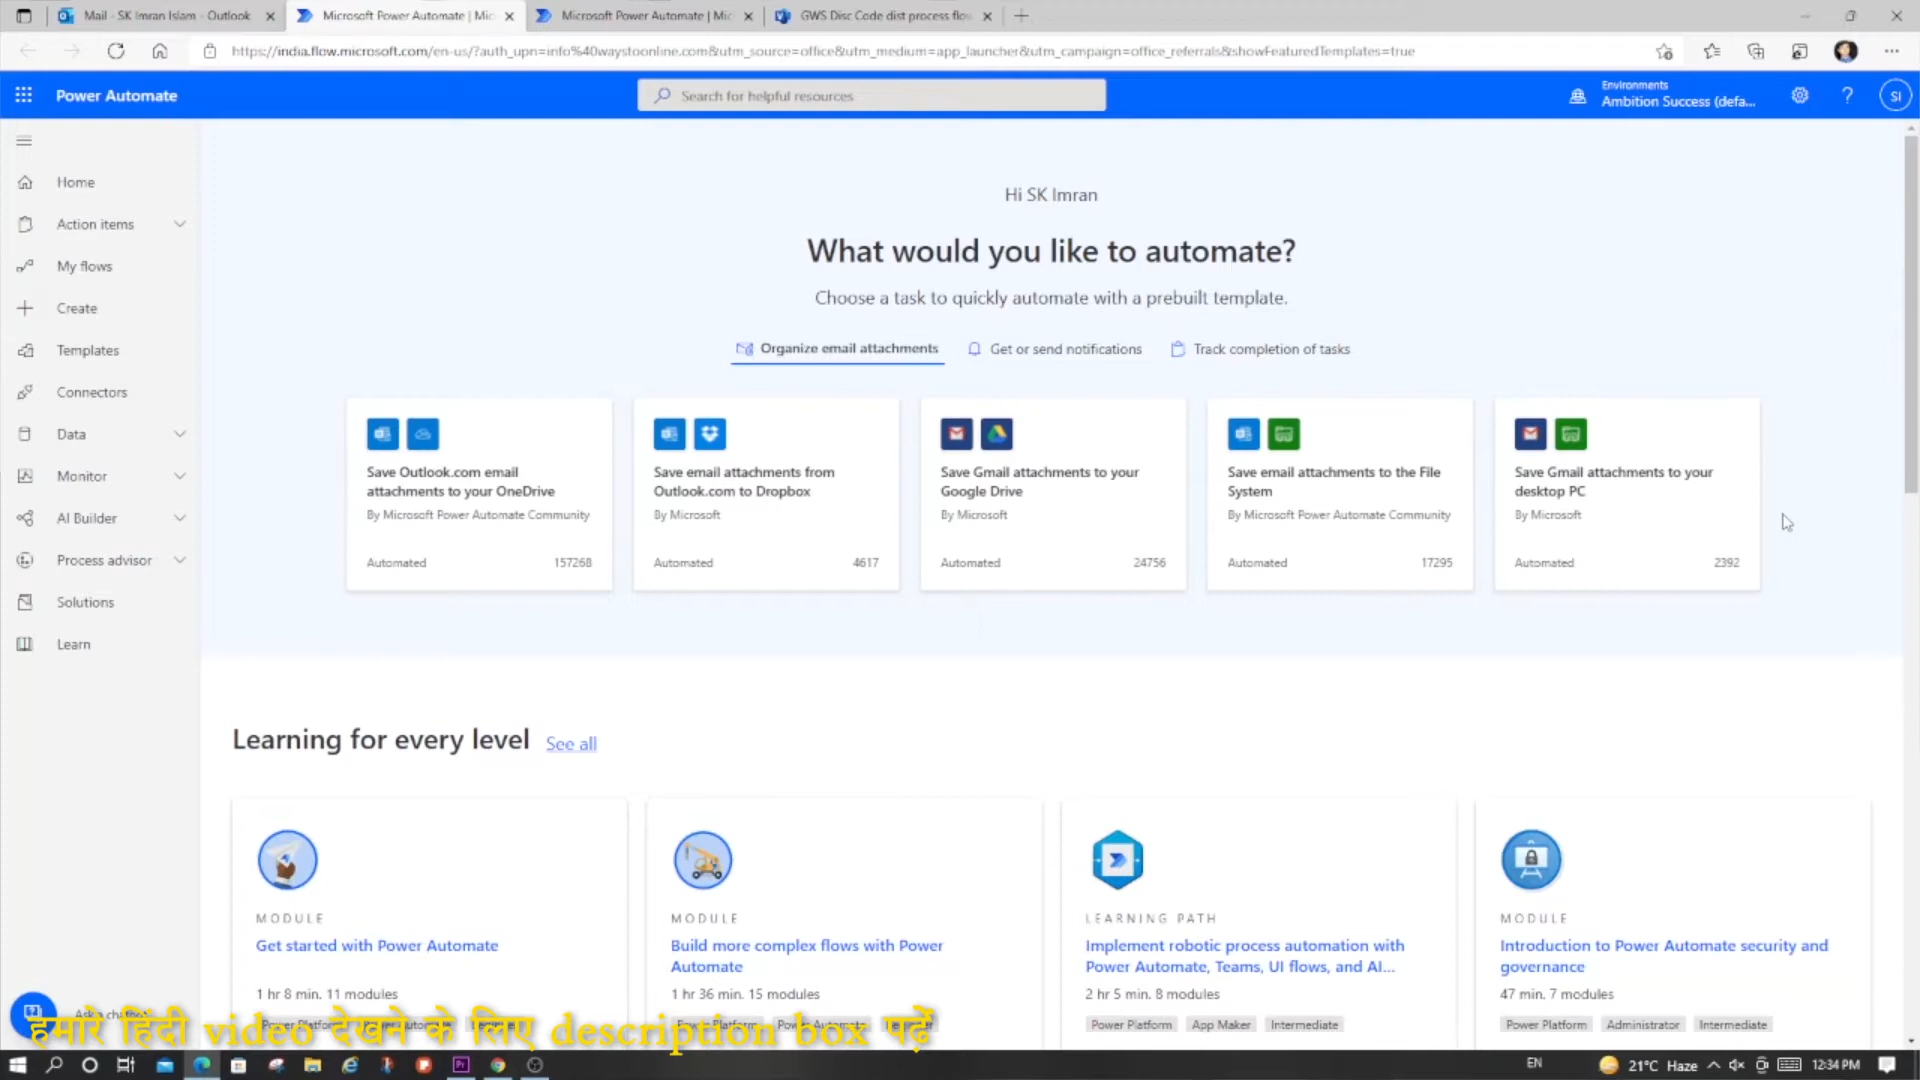 Mail - SK Imran Islam - Outlook
Microsoft Power Automate | Mic
Microsoft Power Automate | Mic
GWS Disc Code dist process flow
https://india.flow.microsoft.com/en-us/?auth_upn=info%40waystoonline.com&utm_source=office&utm_medium=app_launcher&utm_campaign=office_referrals&showFeaturedTemplates=true
Power Automate
Search for helpful resources
Environments
Ambition Success (defa...
SI
Home
Action items
My flows
Create
Templates
Connectors
Data
Monitor
AI Builder
Process advisor
Solutions
Learn
Hi SK Imran
What would you like to automate?
Choose a task to quickly automate with a prebuilt template.
Organize email attachments
Get or send notifications
Track completion of tasks
Save Outlook.com email
attachments to your OneDrive
By Microsoft Power Automate Community
Automated 157268
Save email attachments from
Outlook.com to Dropbox
By Microsoft
Automated 4617
Save Gmail attachments to your
Google Drive
By Microsoft
Automated 24756
Save email attachments to the File
System
By Microsoft Power Automate Community
Automated 17295
Save Gmail attachments to your
desktop PC
By Microsoft
Automated 2392
Learning for every level See all
MODULE
Get started with Power Automate
1 hr 8 min. 11 modules
MODULE
Build more complex flows with Power
Automate
1 hr 36 min. 15 modules
LEARNING PATH
Implement robotic process automation with
Power Automate, Teams, UI flows, and AI...
2 hr 5 min. 8 modules
Power Platform App Maker Intermediate
MODULE
Introduction to Power Automate security and
governance
47 min. 7 modules
Power Platform Administrator Intermediate
हमारे हिंदी video देखने के लिए description box पढ़ें
EN
21°C Haze
12:34 PM